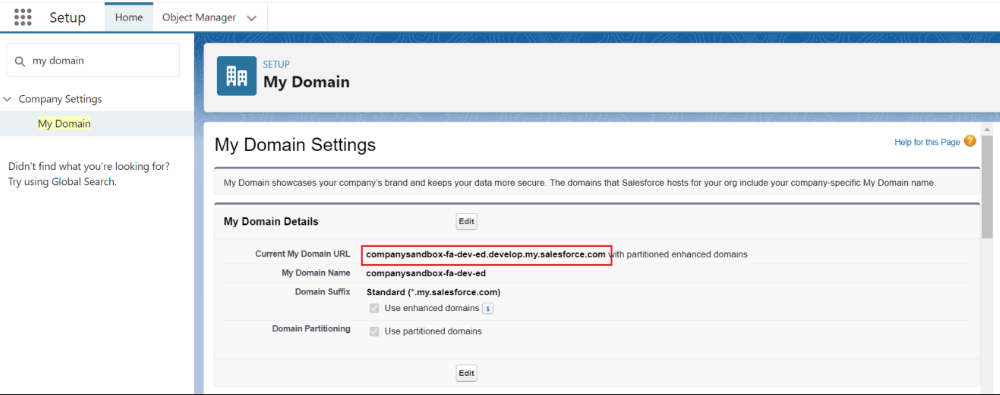 Setup
Home
Object Manager
my domain
Company Settings
My Domain
Didn't find what you're looking for?
Try using Global Search.
SETUP
My Domain
My Domain Settings
Help for this Page
My Domain showcases your company's brand and keeps your data more secure. The domains that Salesforce hosts for your org include your company-specific My Domain name.
My Domain Details
Edit
Current My Domain URL companysandbox-fa-dev-ed.develop.my.salesforce.com with partitioned enhanced domains
My Domain Name companysandbox-fa-dev-ed
Domain Suffix Standard (*.my.salesforce.com)
Use enhanced domains i
Domain Partitioning Use partitioned domains
Edit